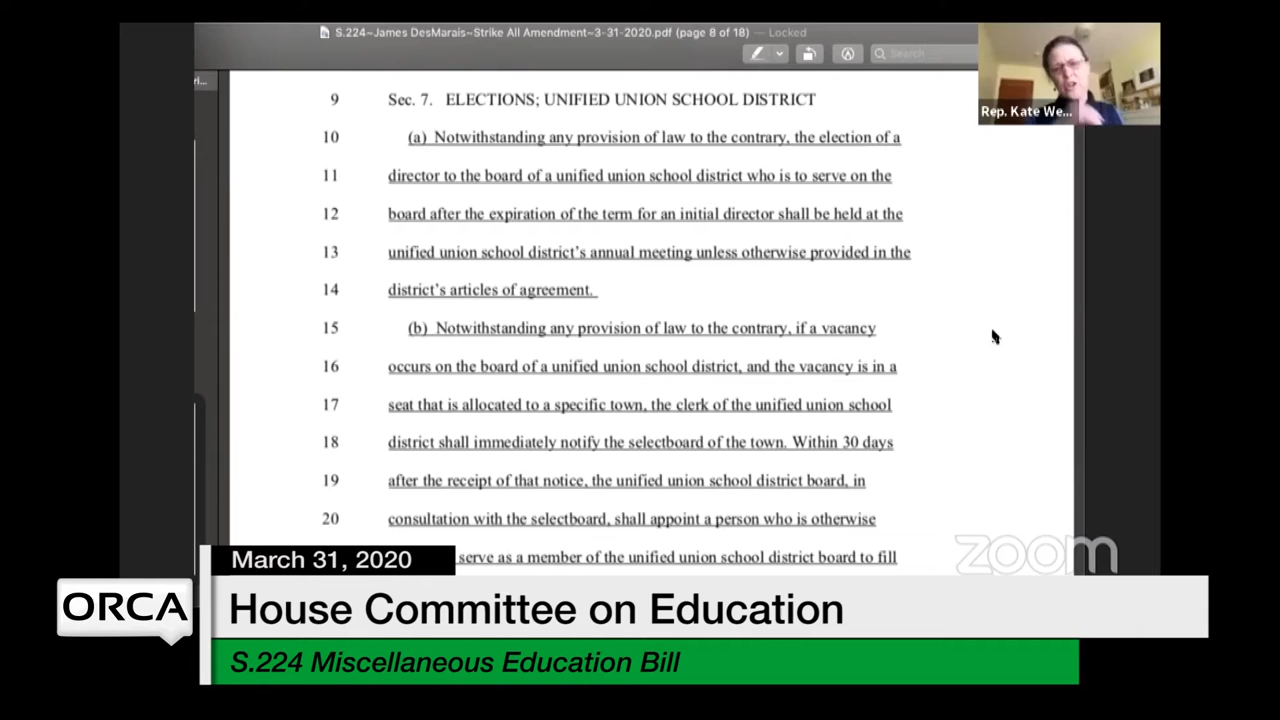 S.224~James DesMarais~Strike All Amendment~3-31-2020.pdf (page 8 of 18) — Locked
Search
ri...
Rep. Kate We...
9 Sec. 7. ELECTIONS; UNIFIED UNION SCHOOL DISTRICT
10 (a) Notwithstanding any provision of law to the contrary, the election of a
11 director to the board of a unified union school district who is to serve on the
12 board after the expiration of the term for an initial director shall be held at the
13 unified union school district’s annual meeting unless otherwise provided in the
14 district’s articles of agreement.
15 (b) Notwithstanding any provision of law to the contrary, if a vacancy
16 occurs on the board of a unified union school district, and the vacancy is in a
17 seat that is allocated to a specific town, the clerk of the unified union school
18 district shall immediately notify the selectboard of the town. Within 30 days
19 after the receipt of that notice, the unified union school district board, in
20 consultation with the selectboard, shall appoint a person who is otherwise
serve as a member of the unified union school district board to fill
zoom
March 31, 2020
ORCA
House Committee on Education
S.224 Miscellaneous Education Bill